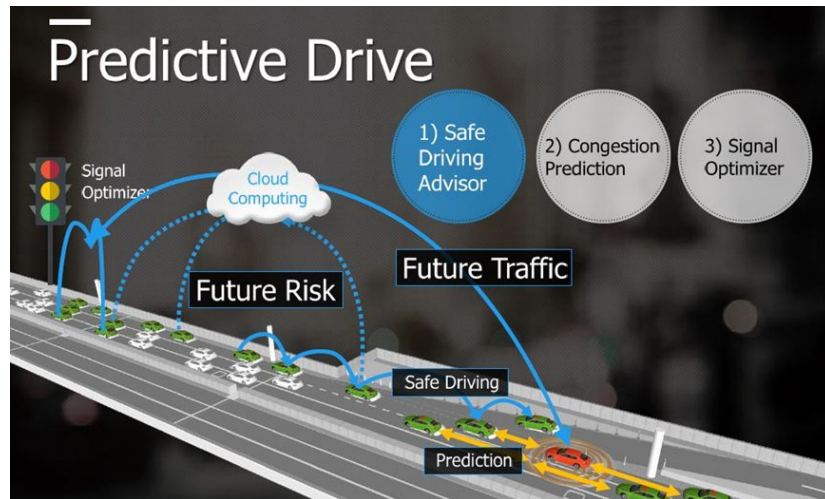 Predictive Drive
1) Safe
Driving
Advisor
2) Congestion
Prediction
3) Signal
Optimizer
Signal
Optimizer
Cloud
Computing
Future Traffic
Future Risk
Safe Driving
Prediction